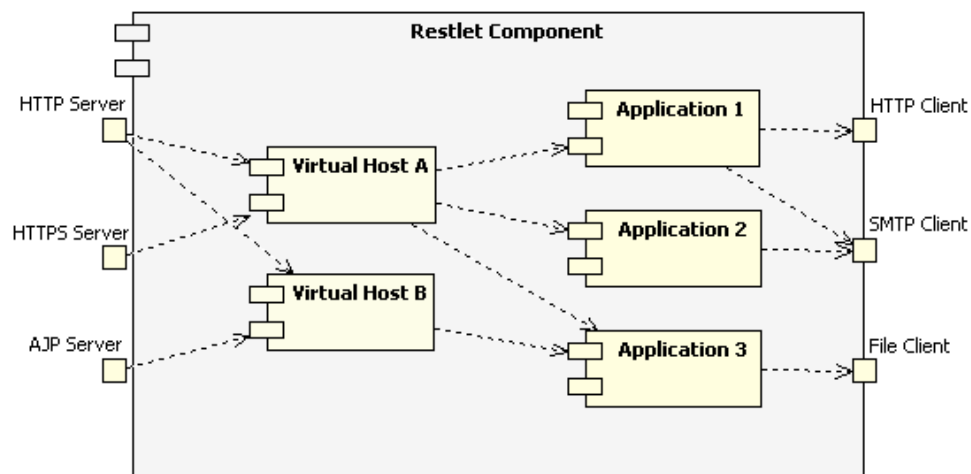 Restlet Component
HTTP Server
Application 1
HTTP Client
Virtual Host A
HTTPS Server
Application 2
SMTP Client
Virtual Host B
AJP Server
Application 3
File Client